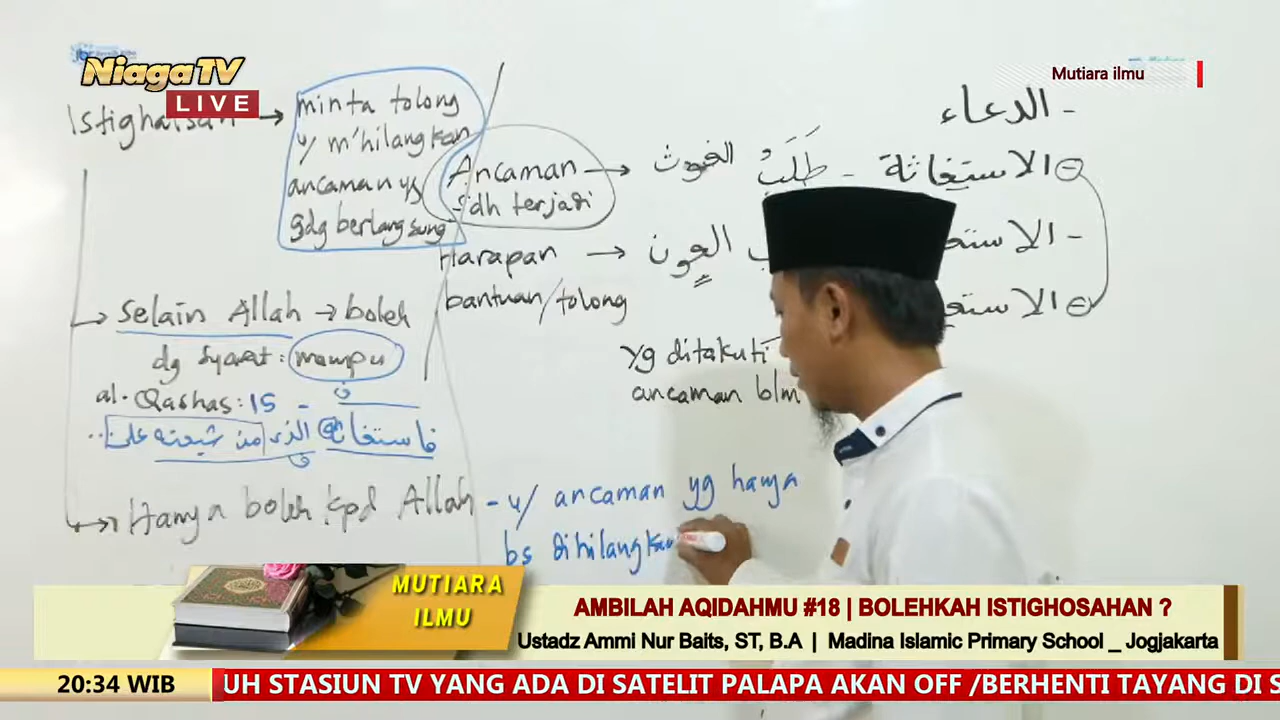 NiagaTV
LIVE
Mutiara ilmu
Istighatsah → minta tolong
u/ m'hilangkan
ancaman yg
sdg berlangsung
Ancaman → طَلَبُ الغوث - الاستغاثة
sdh terjadi
- الدعاء
Harapan → العون
bantuan/tolong
yg ditakuti
ancaman blm
Selain Allah → boleh
dg syarat: mampu
al-Qashas: 15
فاستغاثه الذى من شيعته على..
Hanya boleh kpd Allah - u/ ancaman yg hanya
bs dihilangkan
MUTIARA
ILMU
AMBILAH AQIDAHMU #18 | BOLEHKAH ISTIGHOSAHAN ?
Ustadz Ammi Nur Baits, ST, B.A | Madina Islamic Primary School _ Jogjakarta
20:34 WIB
UH STASIUN TV YANG ADA DI SATELIT PALAPA AKAN OFF /BERHENTI TAYANG DI S